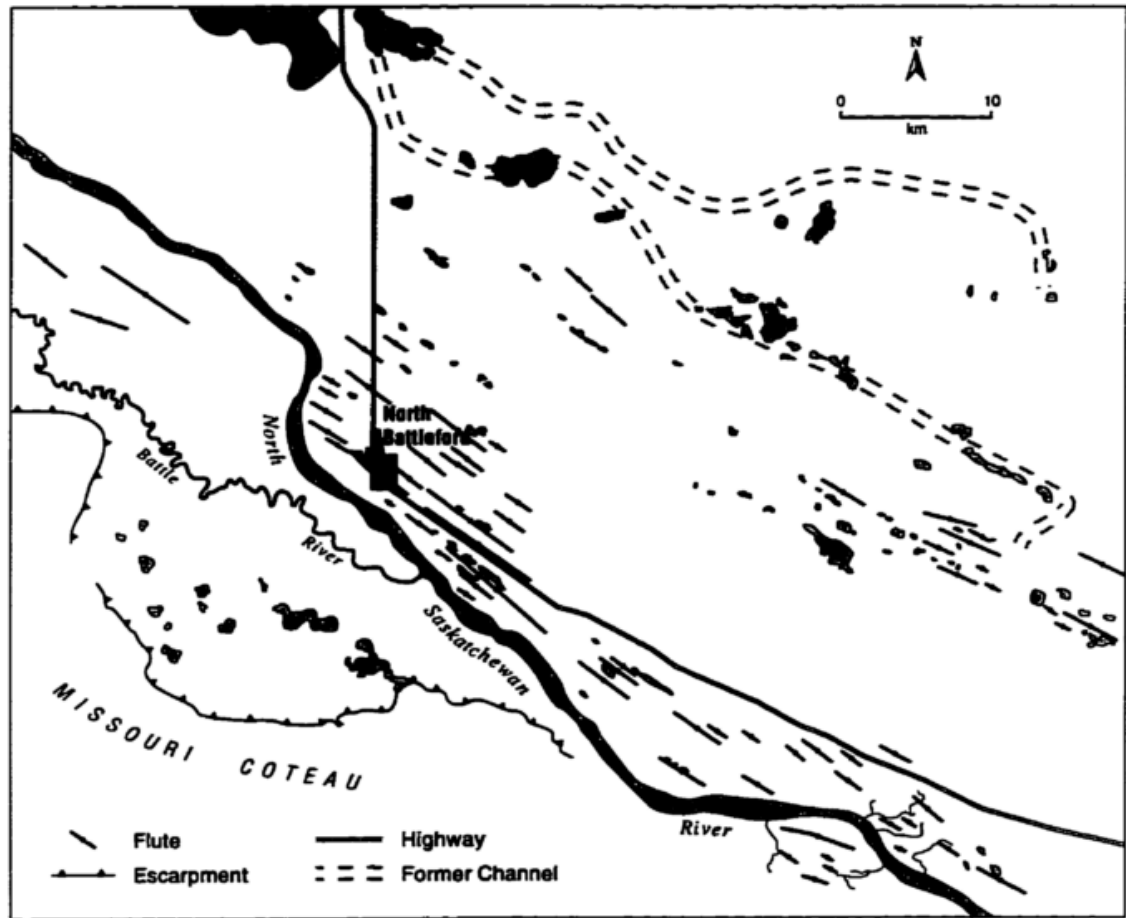 N
0 10
km
North
Battleford
North
Battle
River
Saskatchewan
MISSOURI COTEAU
River
Flute
Highway
Escarpment
Former Channel